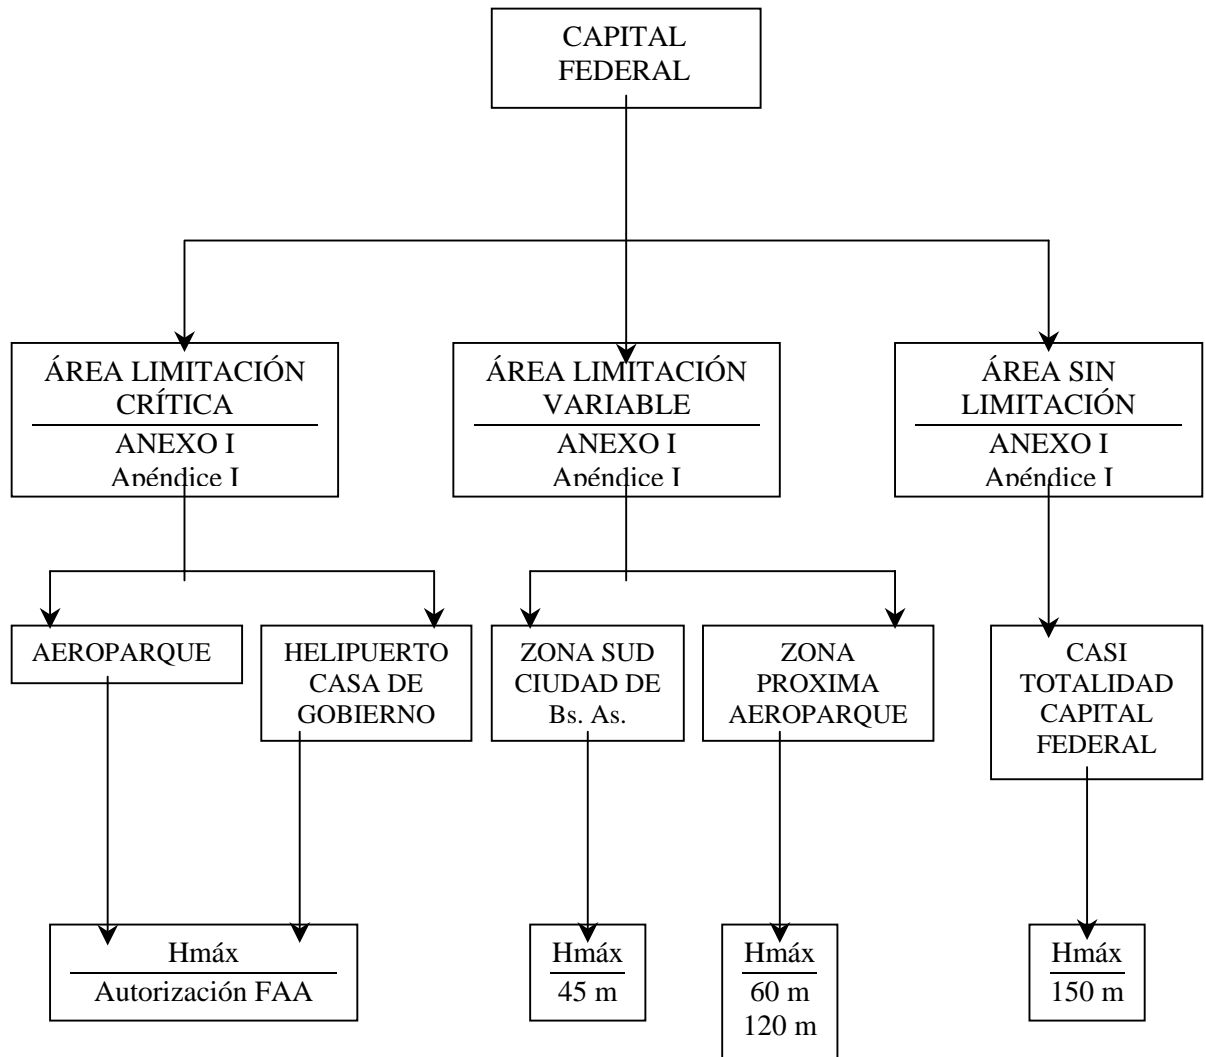 CAPITAL
FEDERAL
ÁREA LIMITACIÓN
CRÍTICA
ANEXO I
Apéndice I
ÁREA LIMITACIÓN
VARIABLE
ANEXO I
Apéndice I
ÁREA SIN
LIMITACIÓN
ANEXO I
Apéndice I
AEROPARQUE
HELIPUERTO
CASA DE
GOBIERNO
ZONA SUD
CIUDAD DE
Bs. As.
ZONA
PROXIMA
AEROPARQUE
CASI
TOTALIDAD
CAPITAL
FEDERAL
Hmáx
Autorización FAA
Hmáx
45 m
Hmáx
60 m
120 m
Hmáx
150 m